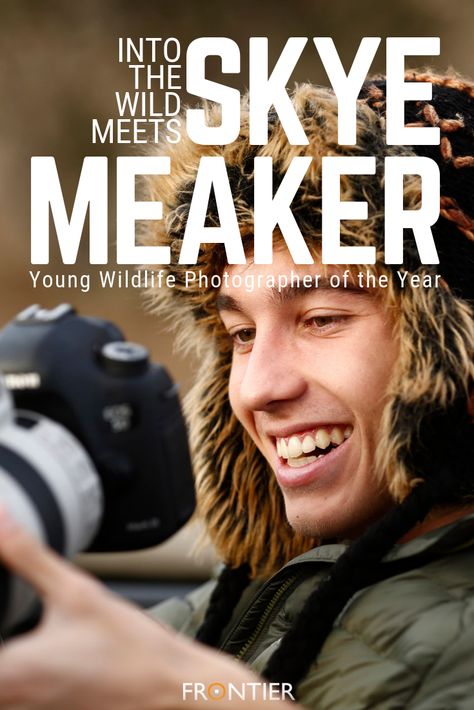 INTO
THE
WILD
MEETS
SKYE
MEAKER
Young Wildlife Photographer of the Year
FRONTIER